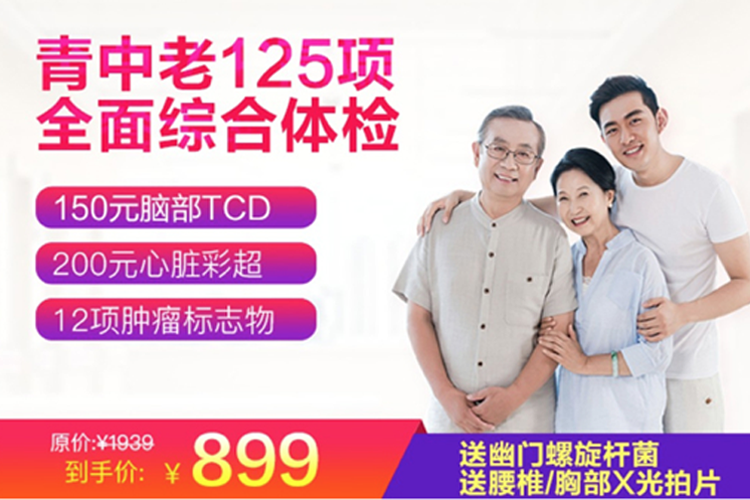 青中老125项
全面综合体检
150元脑部TCD
200元心脏彩超
12项肿瘤标志物
原价:¥1939
到手价: ¥ 899
送幽门螺旋杆菌
送腰椎/胸部X光拍片